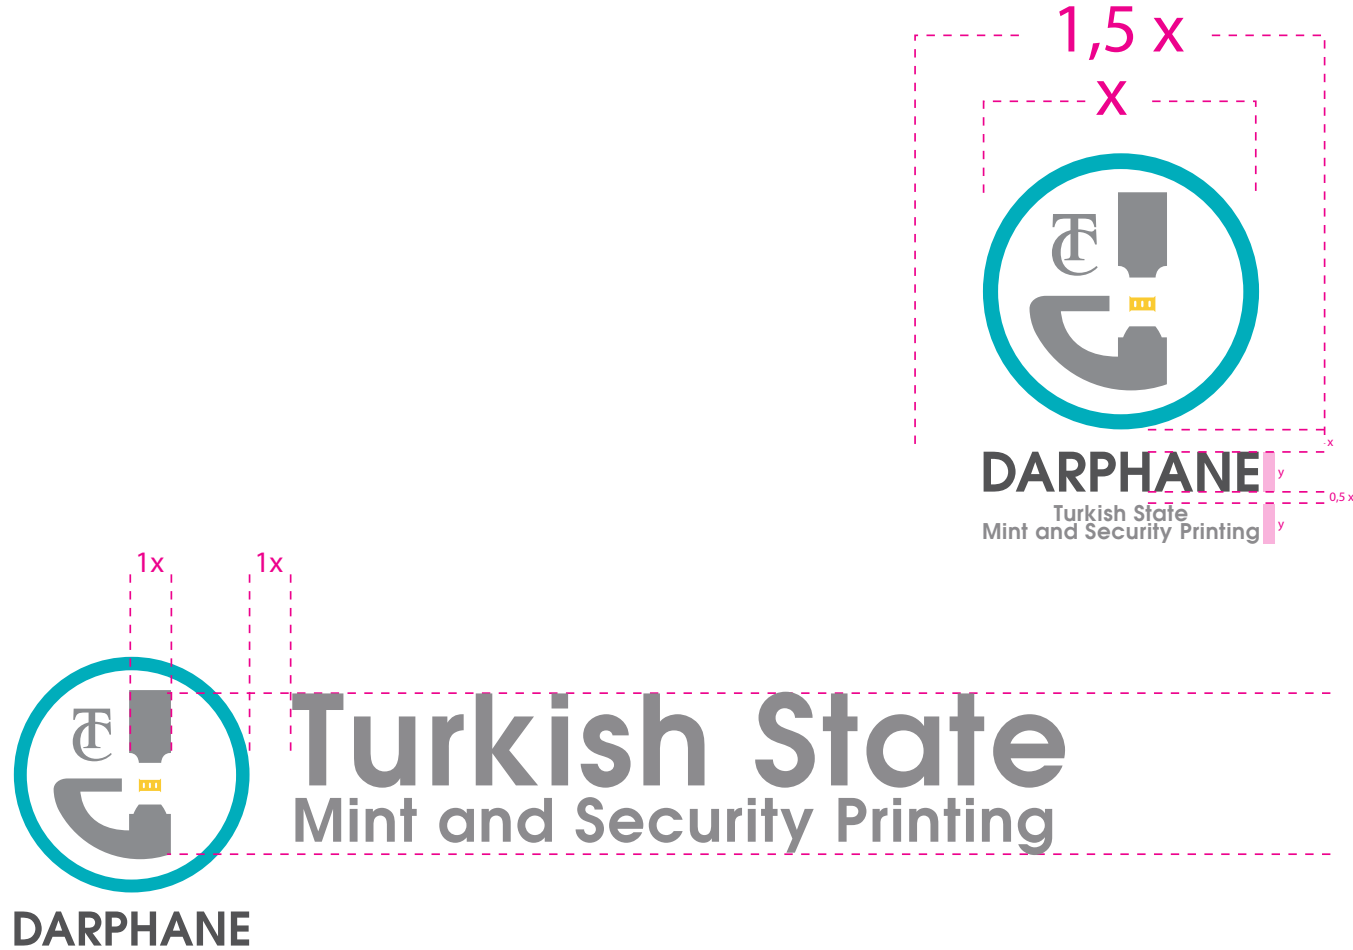 1,5 x
x
TC
x
DARPHANE
y
0,5 x
Turkish State
Mint and Security Printing
y
1x
1x
TC
Turkish State
Mint and Security Printing
DARPHANE